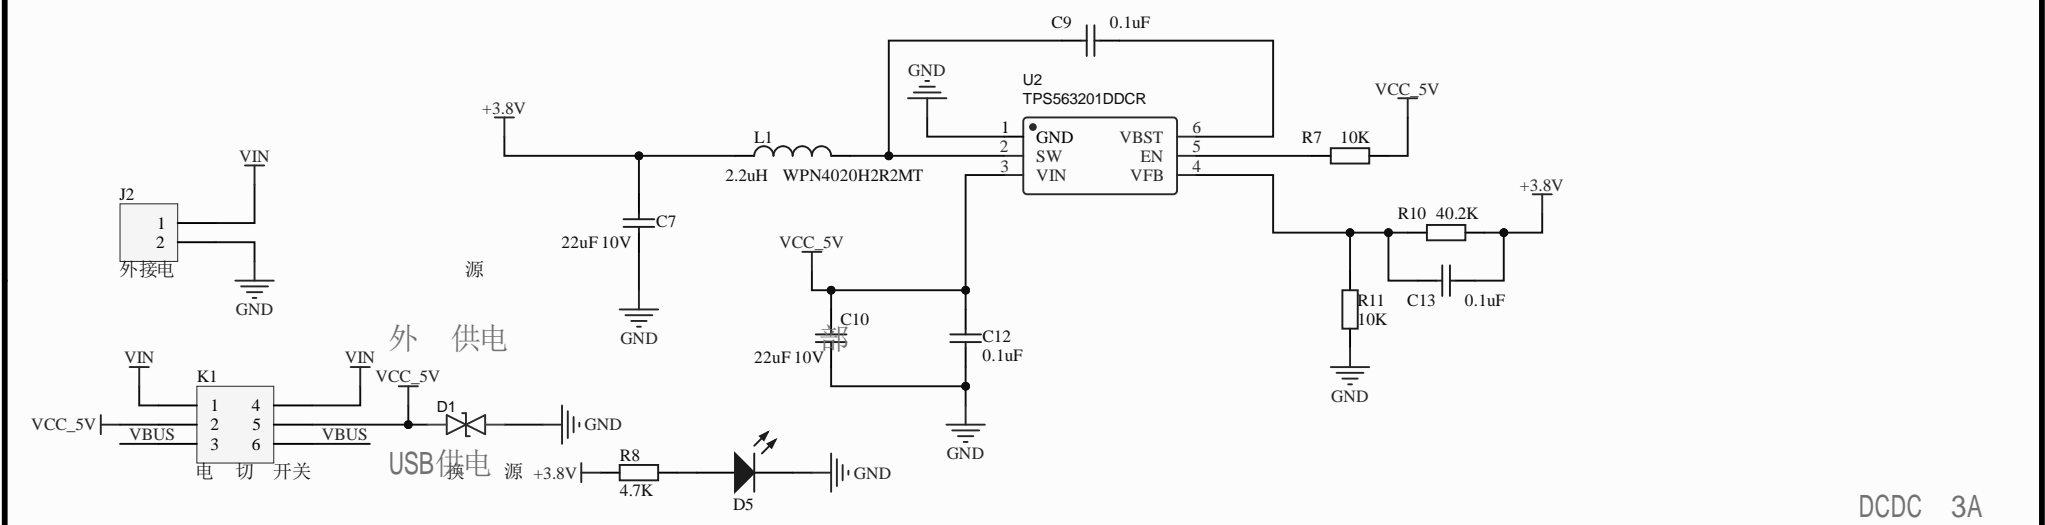 C9 0.1uF
GND
U2
TPS563201DDCR
VCC_5V
+3.8V
1 GND VBST 6
2 SW EN 5
3 VIN VFB 4
R7 10K
L1
2.2uH WPN4020H2R2MT
VIN
J2
1
2
外接电 源
GND
C7
22uF 10V
GND
VCC_5V
+3.8V
R10 40.2K
C13 0.1uF
R11
10K
GND
C10
22uF 10V
部
C12
0.1uF
GND
外 供电
VIN
K1
VIN
VCC_5V
1 4
2 5
3 6
VCC_5V
VBUS
VBUS
D1
GND
USB供电
电 切换 源 开关
+3.8V
R8
4.7K
D5
GND
DCDC 3A